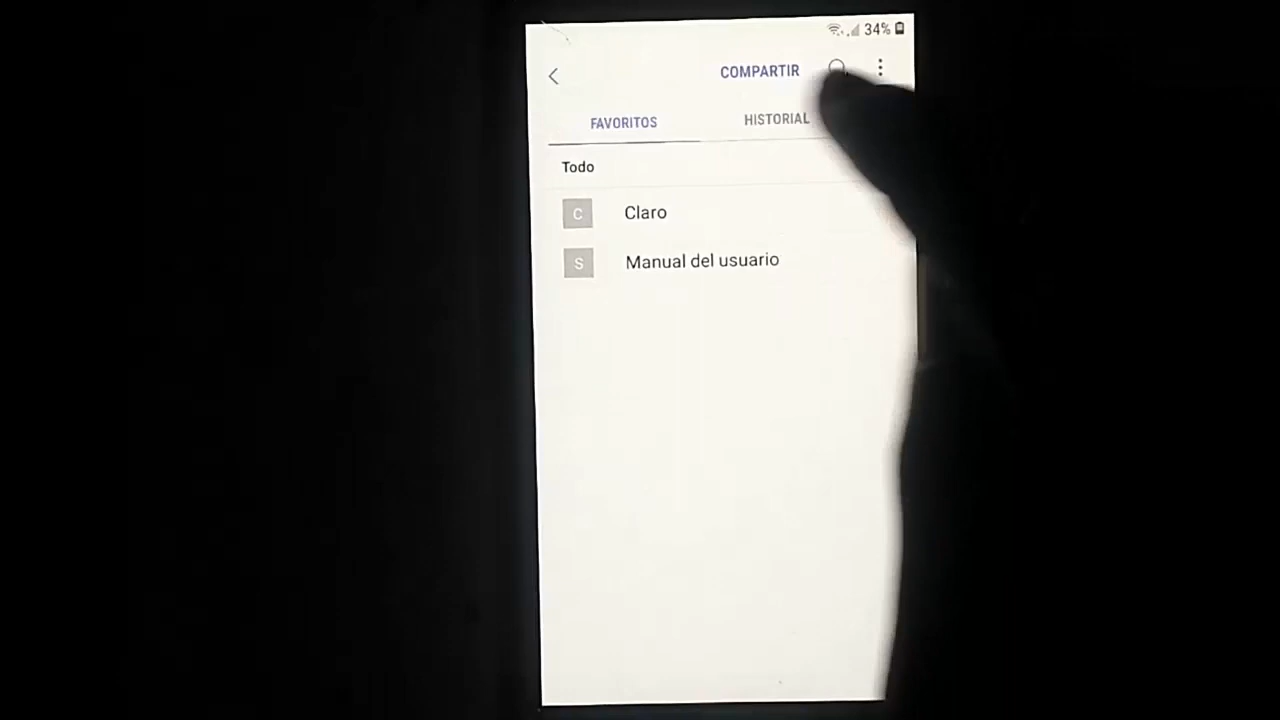 34%
COMPARTIR
FAVORITOS HISTORIAL
Todo
C Claro
S Manual del usuario